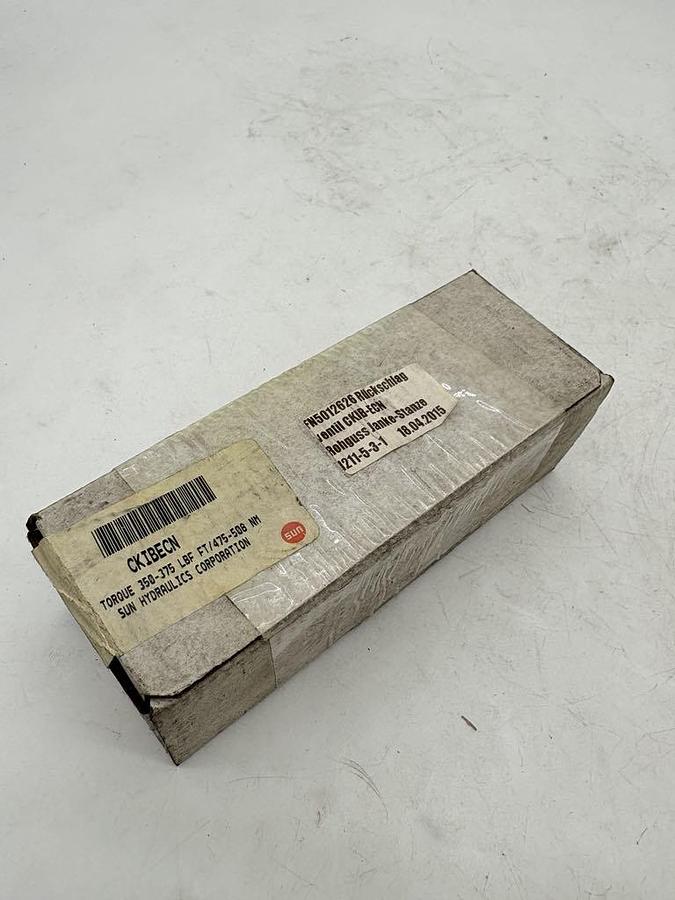 FN5012626 Rückschlag
ventil CKIB-ECN
Rohguss Janke-Stanze
1211-5-3-1 18.04.2015
CKIBECN
sun
TORQUE 350-375 LBF FT/475-508 NM
SUN HYDRAULICS CORPORATION